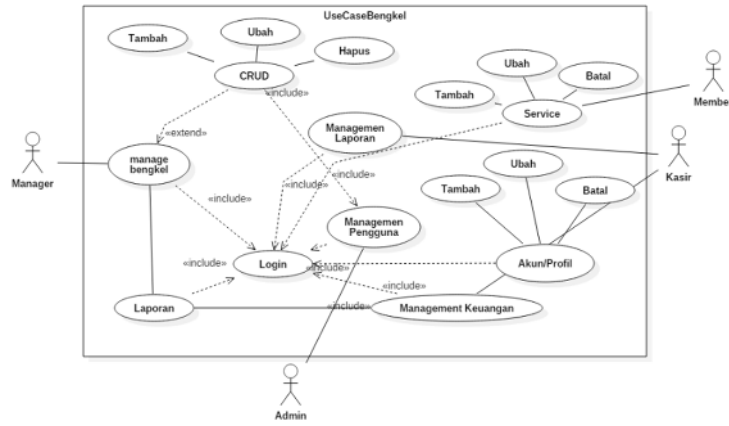 UseCaseBengkel
Tambah
Ubah
Hapus
CRUD
«include»
«extend»
Ubah
Batal
Tambah
Service
Membe
Managemen
Laporan
Kasir
Manager
manage
bengkel
«include»
«include»
«include»
Ubah
Tambah
Batal
Managemen
Pengguna
Login
«include»
«include»
Akun/Profil
«include»
Laporan
«include»
Management Keuangan
Admin